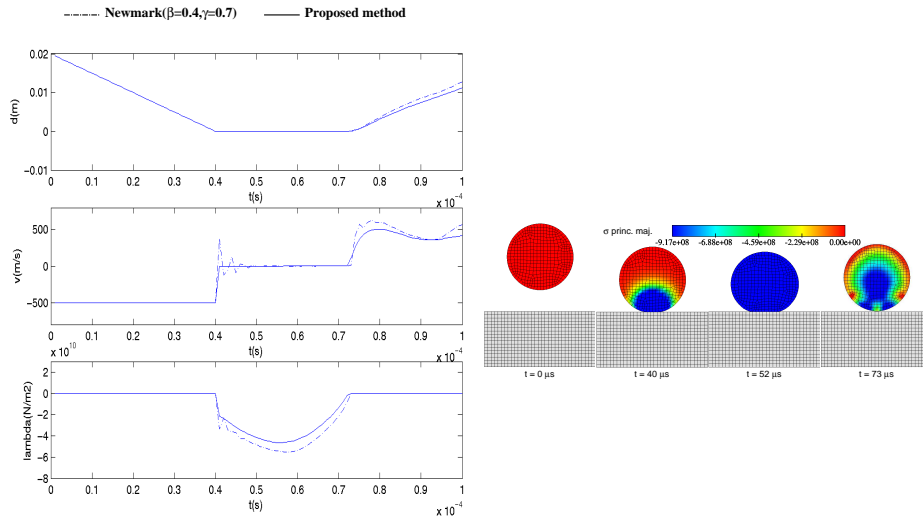 Newmark(β=0.4,γ=0.7) Proposed method
0.02
0.01
0
−0.01
d(m)
0 0.1 0.2 0.3 0.4 0.5 0.6 0.7 0.8 0.9 1
t(s)
x 10⁻⁴
500
0
−500
v(m/s)
0 0.1 0.2 0.3 0.4 0.5 0.6 0.7 0.8 0.9 1
t(s)
x 10⁻⁴
x 10¹⁰
2
0
−2
−4
−6
−8
lambda(N/m2)
0 0.1 0.2 0.3 0.4 0.5 0.6 0.7 0.8 0.9 1
t(s)
x 10⁻⁴
σ princ. maj.
-9.17e+08 -6.88e+08 -4.59e+08 -2.29e+08 0.00e+00
t = 0 µs t = 40 µs t = 52 µs t = 73 µs